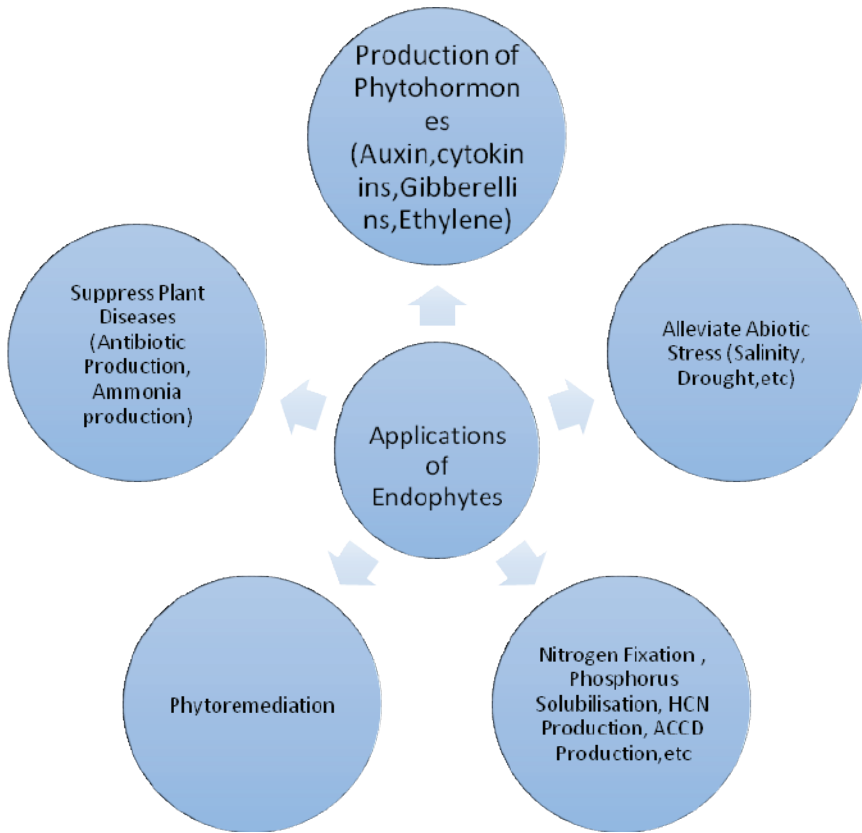 Production of
Phytohormon
es
(Auxin,cytokin
ins,Gibberelli
ns,Ethylene)
Suppress Plant
Diseases
(Antibiotic
Production,
Ammonia
production)
Alleviate Abiotic
Stress (Salinity,
Drought,etc)
Applications
of
Endophytes
Phytoremediation
Nitrogen Fixation ,
Phosphorus
Solubilisation, HCN
Production, ACCD
Production,etc